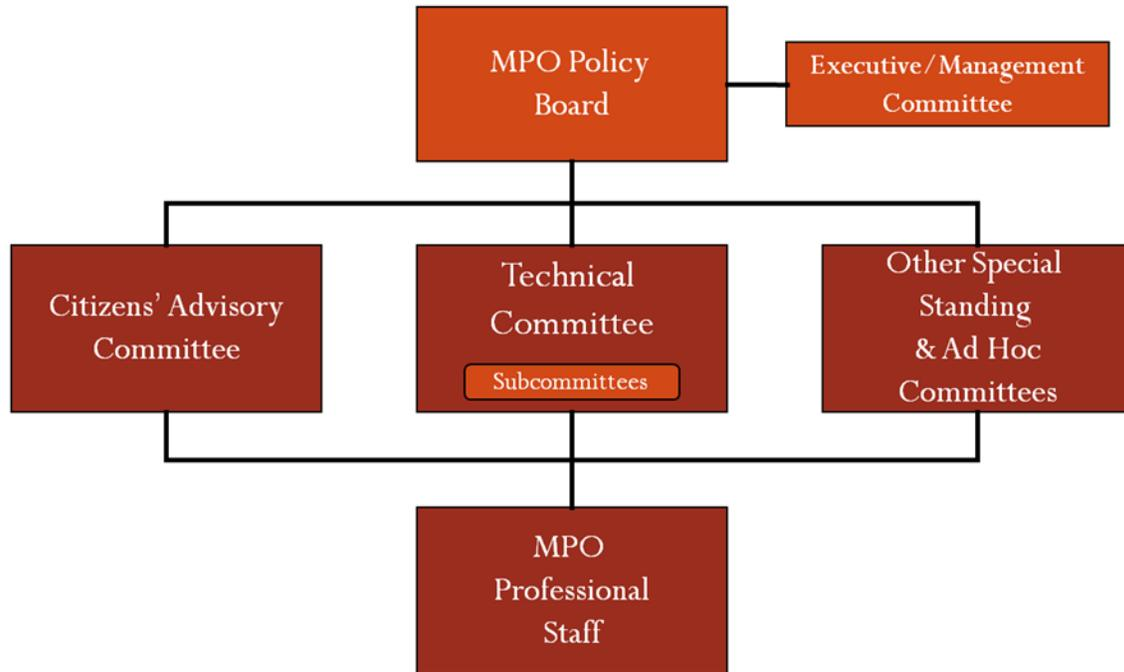 MPO Policy
Board
Executive/Management
Committee
Citizens’ Advisory
Committee
Technical
Committee
Subcommittees
Other Special
Standing
& Ad Hoc
Committees
MPO
Professional
Staff